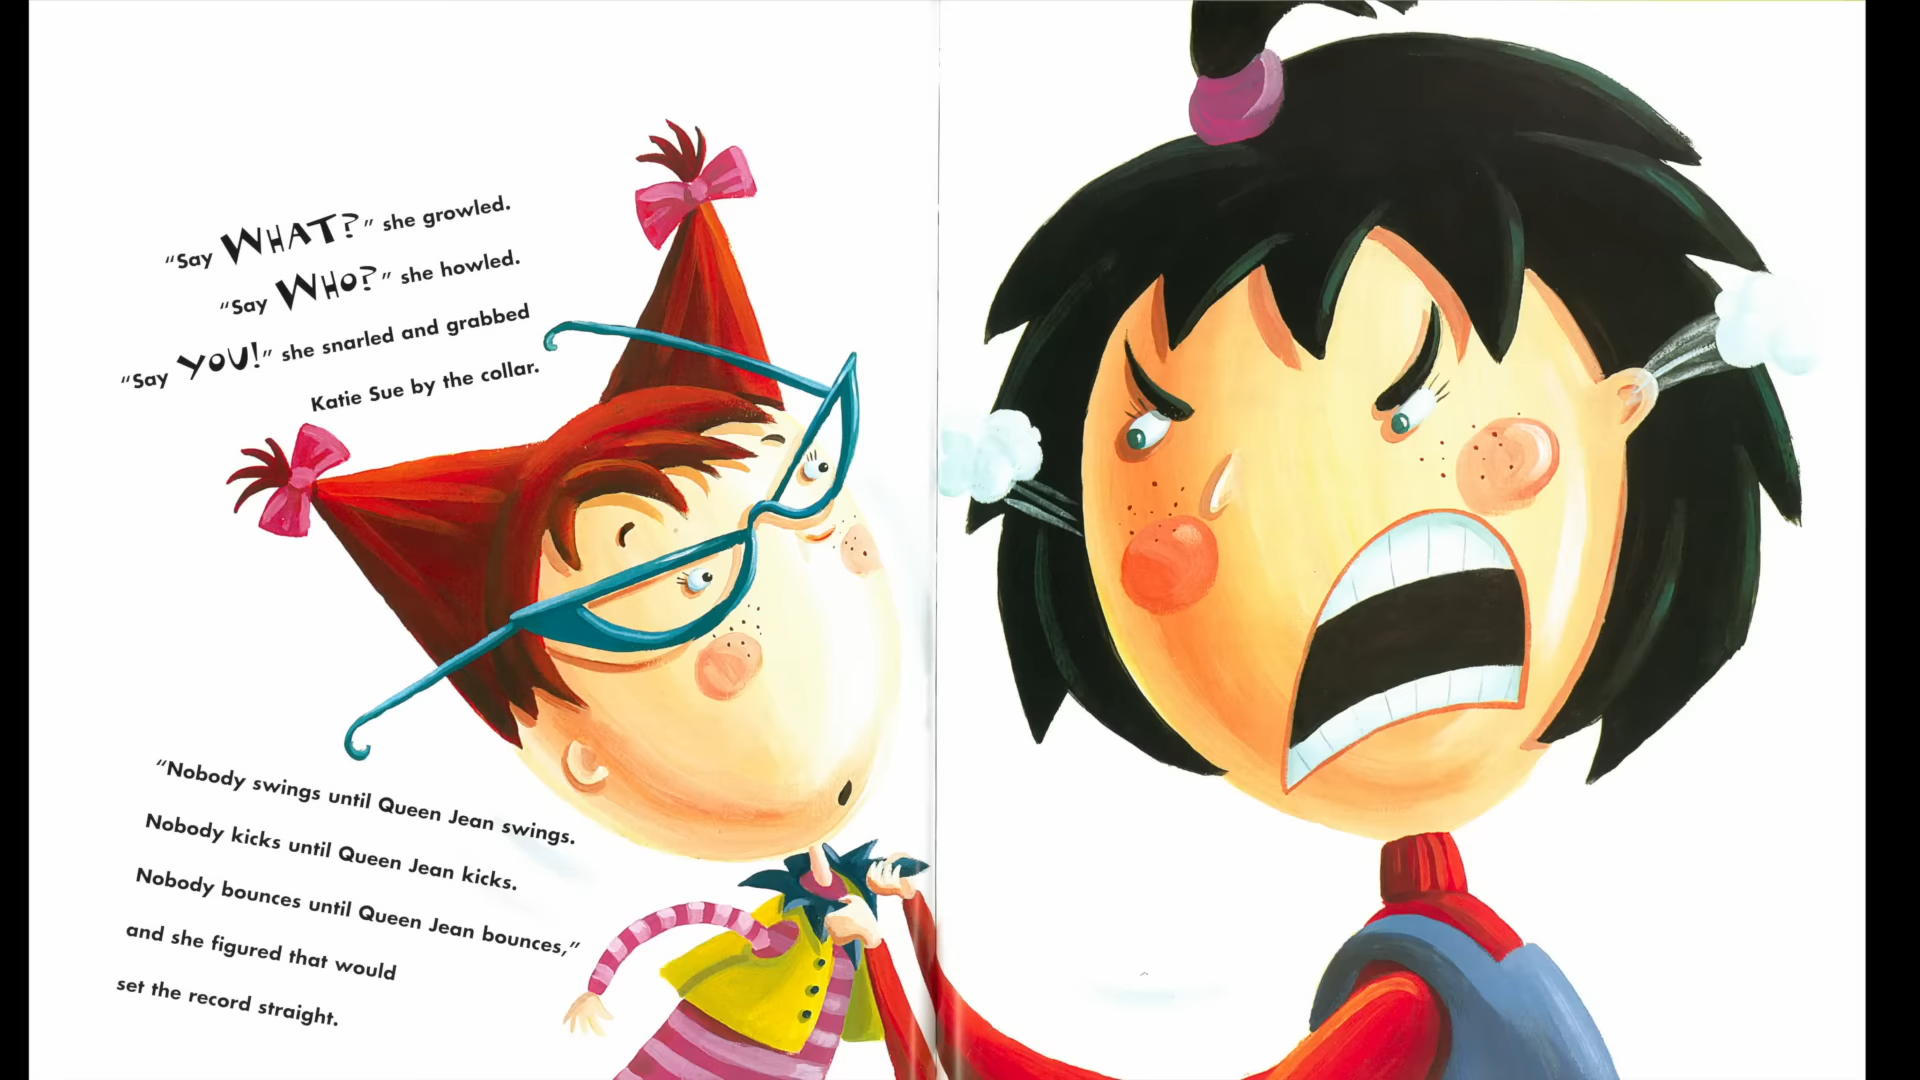 “Say WHAT?” she growled.
“Say WHO?” she howled.
“Say YOU!” she snarled and grabbed
Katie Sue by the collar.
“Nobody swings until Queen Jean swings.
Nobody kicks until Queen Jean kicks.
Nobody bounces until Queen Jean bounces,”
and she figured that would
set the record straight.